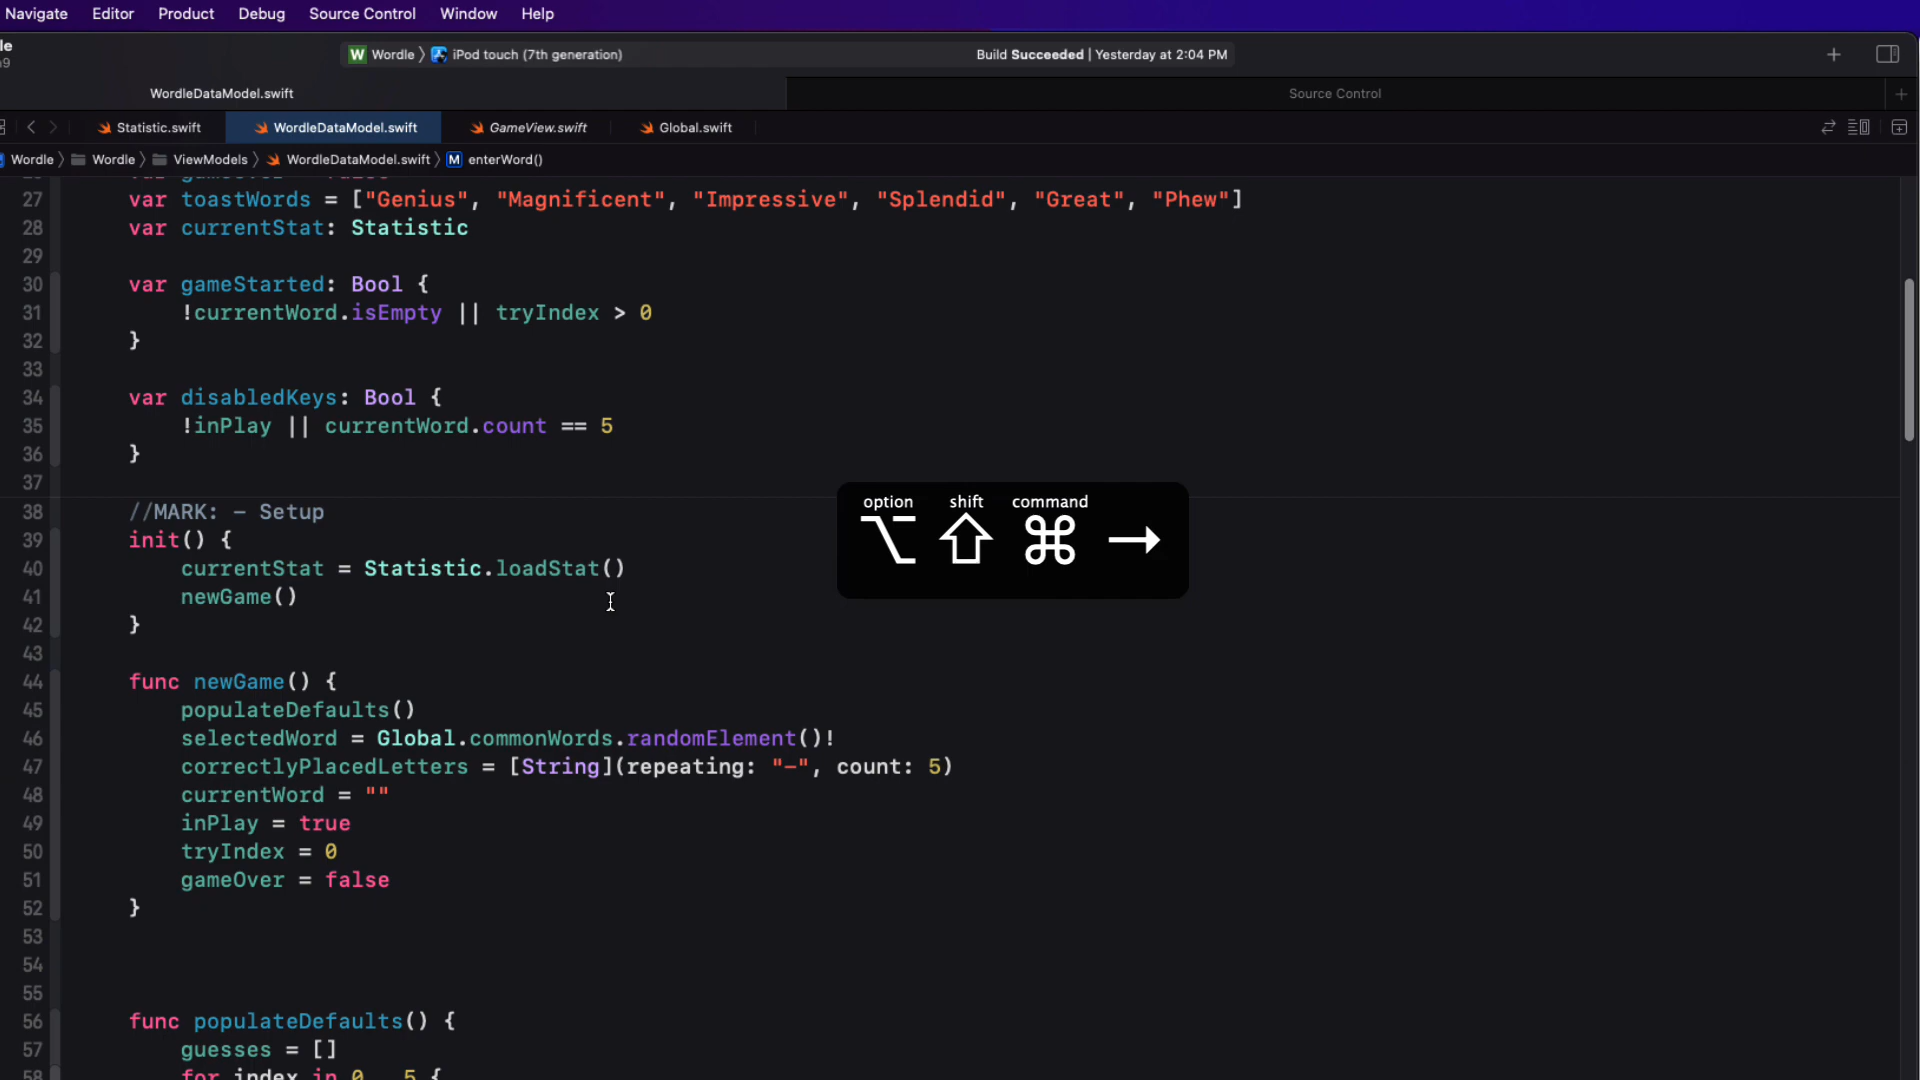 Navigate Editor Product Debug Source Control Window Help
Wordle iPod touch (7th generation) Build Succeeded | Yesterday at 2:04 PM
WordleDataModel.swift Source Control
Statistic.swift WordleDataModel.swift GameView.swift Global.swift
Wordle Wordle ViewModels WordleDataModel.swift M enterWord()
27 var toastWords = ["Genius", "Magnificent", "Impressive", "Splendid", "Great", "Phew"]
28 var currentStat: Statistic
29
30 var gameStarted: Bool {
31 !currentWord.isEmpty || tryIndex > 0
32 }
33
34 var disabledKeys: Bool {
35 !inPlay || currentWord.count == 5
36 }
37
option shift command
⌥ ⇧ ⌘ →
38 //MARK: - Setup
39 init() {
40 currentStat = Statistic.loadStat()
41 newGame()
42 }
43
44 func newGame() {
45 populateDefaults()
46 selectedWord = Global.commonWords.randomElement()!
47 correctlyPlacedLetters = [String](repeating: "-", count: 5)
48 currentWord = ""
49 inPlay = true
50 tryIndex = 0
51 gameOver = false
52 }
53
54
55
56 func populateDefaults() {
57 guesses = []
58 for index in 0...5 {